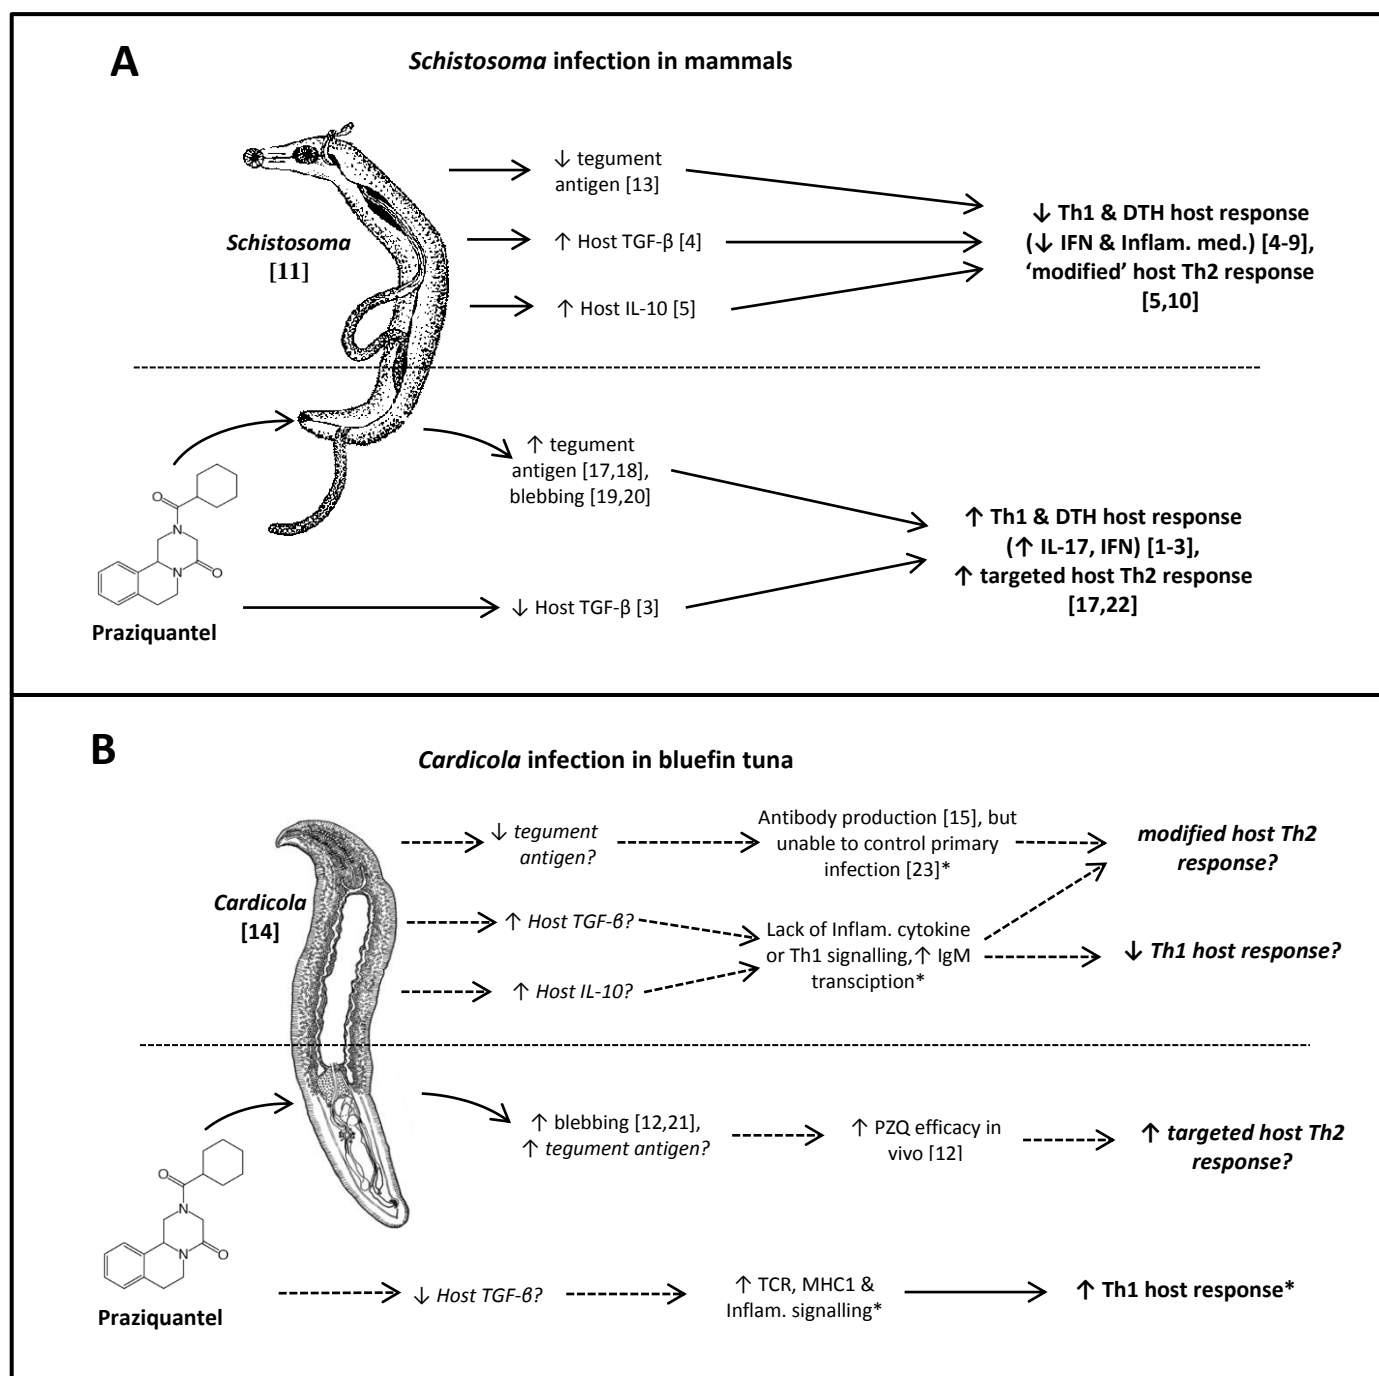 A
Schistosoma infection in mammals
↓ tegument
antigen [13]
Schistosoma
[11]
↑ Host TGF-β [4]
↑ Host IL-10 [5]
↓ Th1 & DTH host response
(↓ IFN & Inflam. med.) [4-9],
‘modified’ host Th2 response
[5,10]
↑ tegument
antigen [17,18],
blebbing [19,20]
O
N
N
O
Praziquantel
↓ Host TGF-β [3]
↑ Th1 & DTH host response
(↑ IL-17, IFN) [1-3],
↑ targeted host Th2 response
[17,22]
B
Cardicola infection in bluefin tuna
↓ tegument
antigen?
Antibody production [15], but
unable to control primary
infection [23]*
modified host Th2
response?
Cardicola
[14]
↑ Host TGF-β?
↑ Host IL-10?
Lack of Inflam. cytokine
or Th1 signalling,↑ IgM
transciption*
↓ Th1 host response?
↑ blebbing [12,21],
↑ tegument antigen?
↑ PZQ efficacy in
vivo [12]
↑ targeted host Th2
response?
O
N
N
O
Praziquantel
↓ Host TGF-β?
↑ TCR, MHC1 &
Inflam. signalling*
↑ Th1 host response*